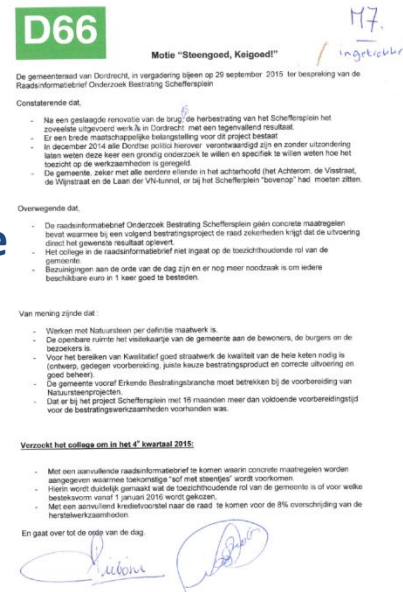 D66
M7.
ingetrokken
Motie "Steengoed, Keigoed!"
De gemeenteraad van Dordrecht, in vergadering bijeen op 29 september 2015 ter bespreking van de
Raadsinformatiebrief Onderzoek Bestrating Scheffersplein
Constaterende dat,
- Na een geslaagde renovatie van de brug, de herbestrating van het Scheffersplein het
zoveelste uitgevoerd werk is in Dordrecht met een tegenvallend resultaat.
- Er een brede maatschappelijke belangstelling voor dit project bestaat
- In december 2014 alle Dordtse politici hierover verontwaardigd zijn en zonder uitzondering
laten weten deze keer een grondig onderzoek te willen en specifiek te willen weten hoe het
toezicht op de werkzaamheden is geregeld.
- De gemeente, zeker met alle eerdere ellende in het achterhoofd (het Achterom, de Visstraat,
de Wijnstraat en de Laan der VN-tunnel, er bij het Schefferplein "bovenop" had moeten zitten.
Overwegende dat,
- De raadsinformatiebrief Onderzoek Bestrating Scheffersplein géén concrete maatregelen
bevat waarmee bij een volgend bestratingsproject de raad zekerheden krijgt dat de uitvoering
direct het gewenste resultaat oplevert.
- Het college in de raadsinformatiebrief niet ingaat op de toezichthoudende rol van de
gemeente.
- Bezuinigingen aan de orde van de dag zijn en er nog meer noodzaak is om iedere
beschikbare euro in 1 keer goed te besteden.
e
Van mening zijnde dat :
- Werken met Natuursteen per definitie maatwerk is.
- De openbare ruimte het visitekaartje van de gemeente aan de bewoners, de burgers en de
bezoekers is.
- Voor het bereiken van Kwalitatief goed straatwerk de kwaliteit van de hele keten nodig is
(ontwerp, gedegen voorbereiding, juiste keuze bestratingsproduct en correcte uitvoering en
goed beheer).
- De gemeente vooraf Erkende Bestratingsbranche moet betrekken bij de voorbereiding van
Natuursteenprojecten.
- Dat er bij het project Scheffersplein met 16 maanden meer dan voldoende voorbereidingstijd
voor de bestratingswerkzaamheden voorhanden was.
Verzoekt het college om in het 4e kwartaal 2015:
- Met een aanvullende raadsinformatiebrief te komen waarin concrete maatregelen worden
aangegeven waarmee toekomstige "sof met steentjes" wordt voorkomen.
- Hierin wordt duidelijk gemaakt wat de toezichthoudende rol van de gemeente is of voor welke
besteksvorm vanaf 1 januari 2016 wordt gekozen,
- Met een aanvullend kredietvoorstel naar de raad te komen voor de 8% overschrijding van de
herstelwerkzaamheden.
En gaat over tot de orde van de dag.